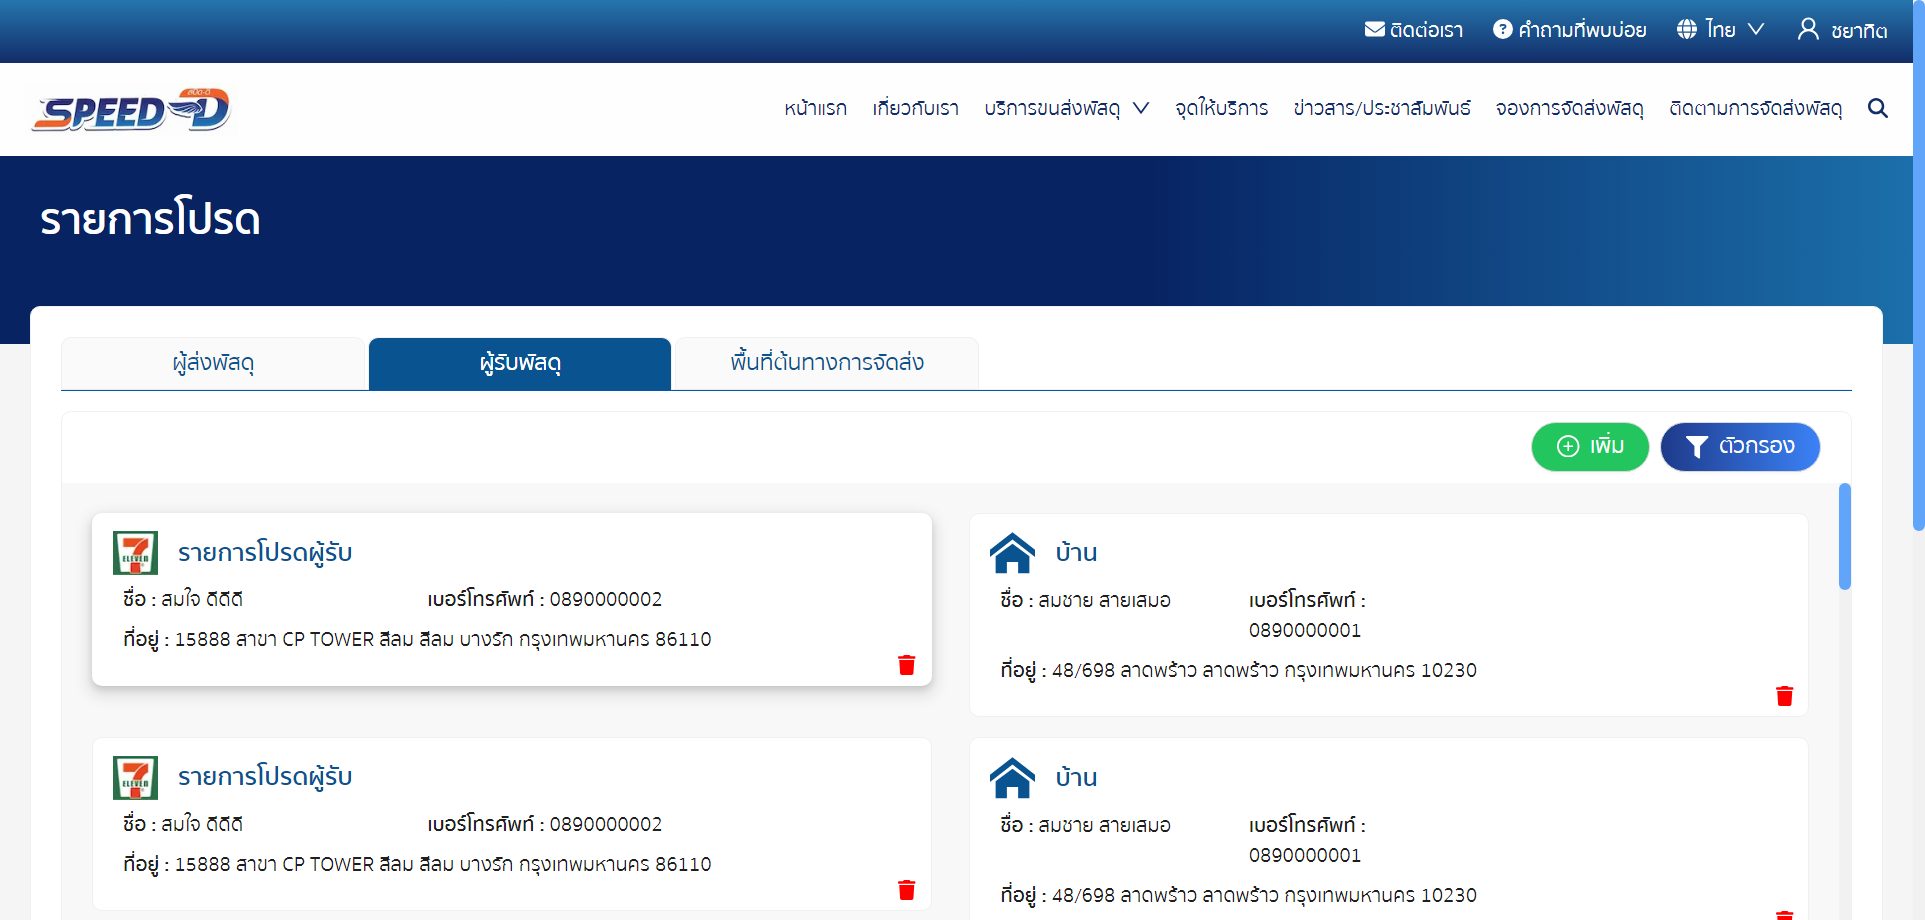 ติดต่อเรา คำถามที่พบบ่อย ไทย ชยาทิต
สปีด-ดี
SPEED-D
หน้าแรก เกี่ยวกับเรา บริการขนส่งพัสดุ จุดให้บริการ ข่าวสาร/ประชาสัมพันธ์ จองการจัดส่งพัสดุ ติดตามการจัดส่งพัสดุ
รายการโปรด
ผู้ส่งพัสดุ ผู้รับพัสดุ พื้นที่ต้นทางการจัดส่ง
เพิ่ม ตัวกรอง
7 ELEVEN รายการโปรดผู้รับ
ชื่อ : สมใจ ดีดีดี เบอร์โทรศัพท์ : 0890000002
ที่อยู่ : 15888 สาขา CP TOWER สีลม สีลม บางรัก กรุงเทพมหานคร 86110
บ้าน
ชื่อ : สมชาย สายเสมอ เบอร์โทรศัพท์ :
0890000001
ที่อยู่ : 48/698 ลาดพร้าว ลาดพร้าว กรุงเทพมหานคร 10230
7 ELEVEN รายการโปรดผู้รับ
ชื่อ : สมใจ ดีดีดี เบอร์โทรศัพท์ : 0890000002
ที่อยู่ : 15888 สาขา CP TOWER สีลม สีลม บางรัก กรุงเทพมหานคร 86110
บ้าน
ชื่อ : สมชาย สายเสมอ เบอร์โทรศัพท์ :
0890000001
ที่อยู่ : 48/698 ลาดพร้าว ลาดพร้าว กรุงเทพมหานคร 10230